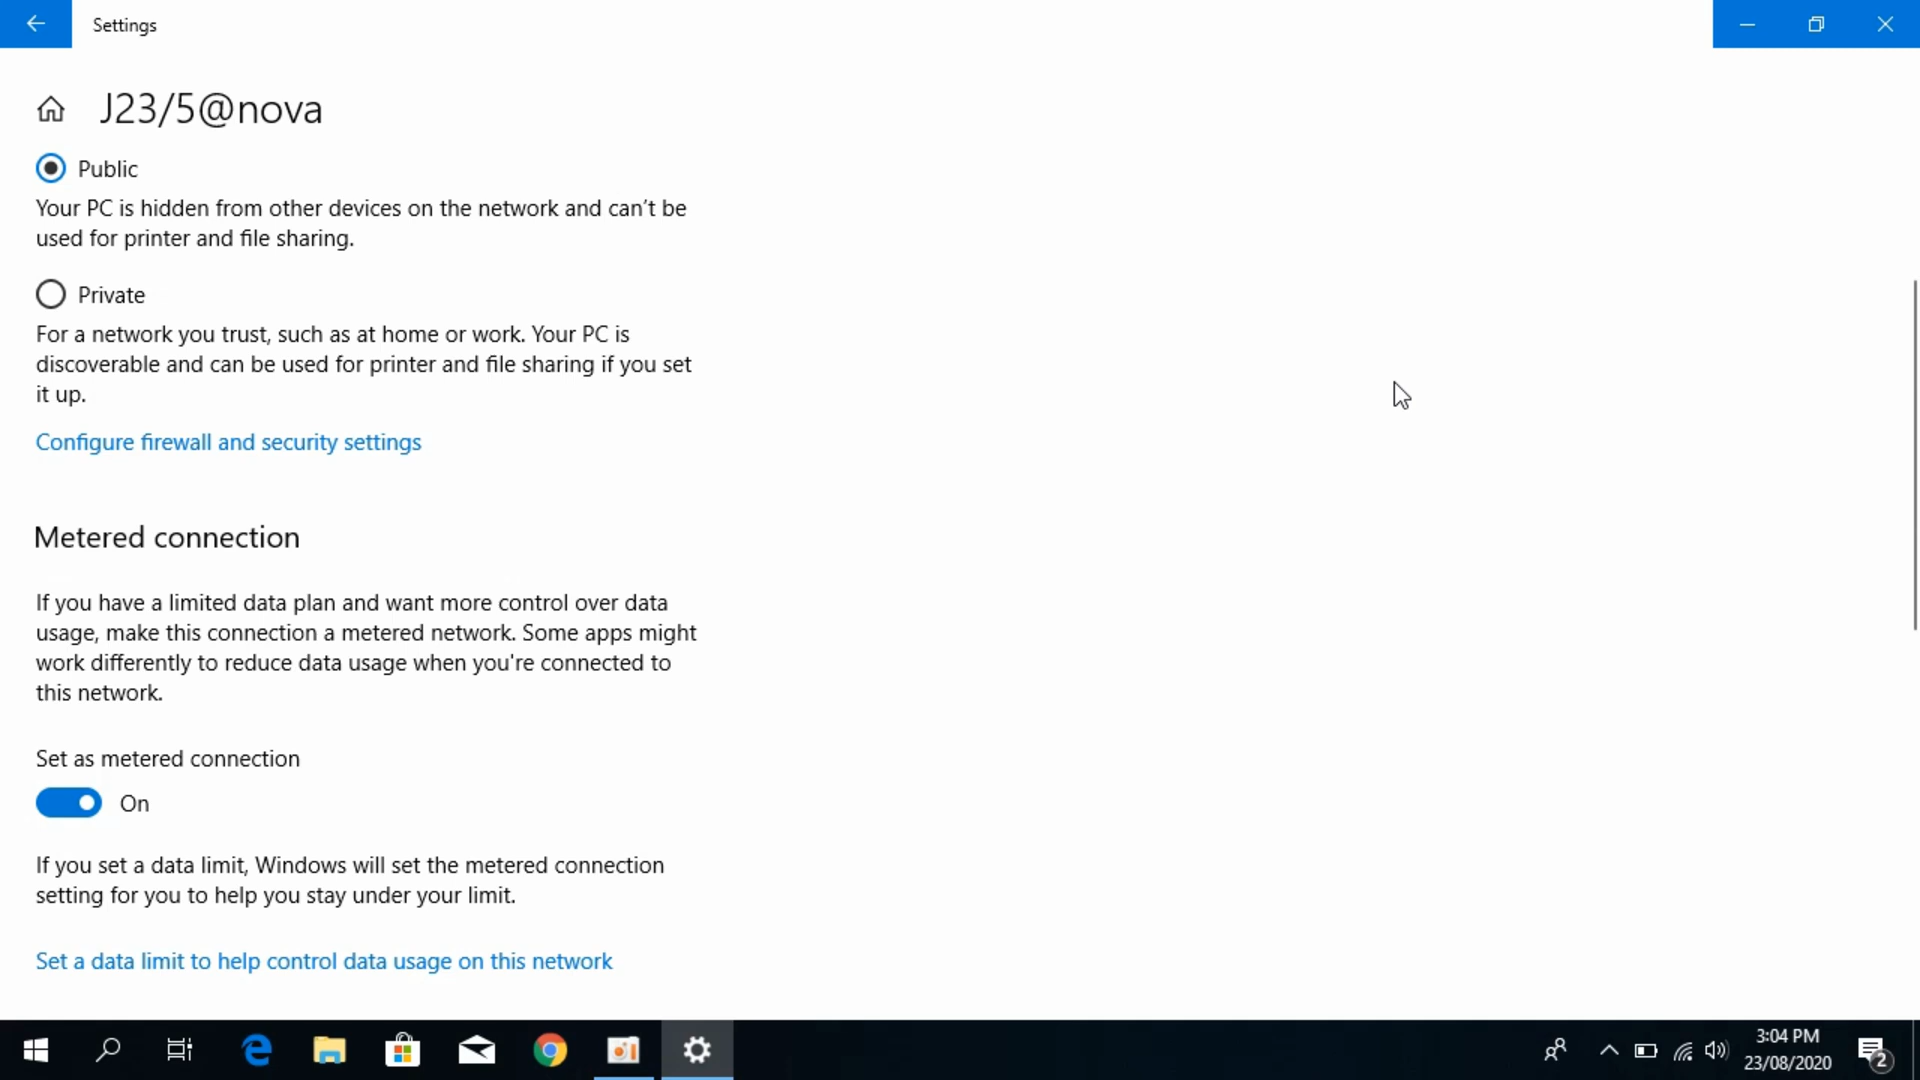 Settings
J23/5@nova
Public
Your PC is hidden from other devices on the network and can’t be
used for printer and file sharing.
Private
For a network you trust, such as at home or work. Your PC is
discoverable and can be used for printer and file sharing if you set
it up.
Configure firewall and security settings
Metered connection
If you have a limited data plan and want more control over data
usage, make this connection a metered network. Some apps might
work differently to reduce data usage when you're connected to
this network.
Set as metered connection
On
If you set a data limit, Windows will set the metered connection
setting for you to help you stay under your limit.
Set a data limit to help control data usage on this network
3:04 PM
23/08/2020
2